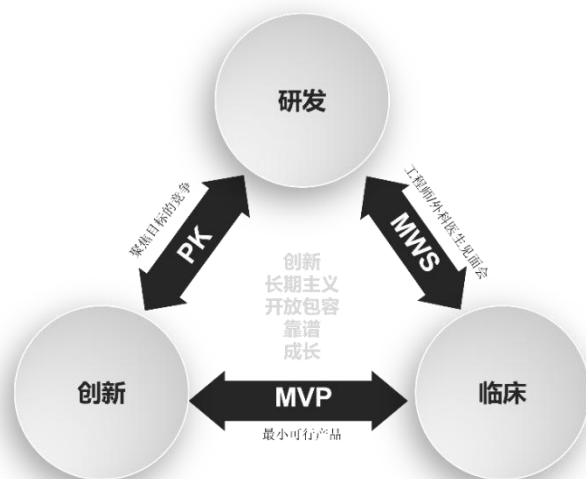 研发
聚焦目标的竞争
PK
工程师/外科医生见面会
MWS
创新
长期主义
开放包容
靠谱
成长
创新
MVP
最小可行产品
临床